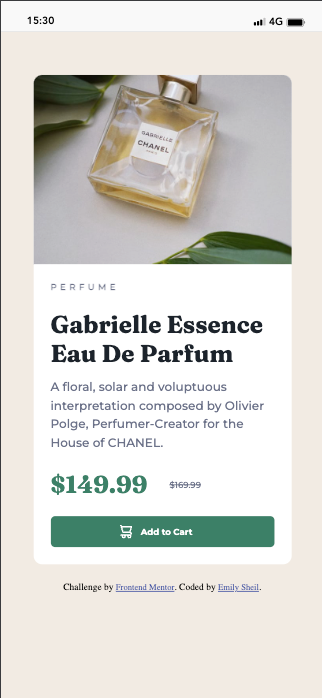 15:30
4G
GABRIELLE
CHANEL
PARIS
PERFUME
Gabrielle Essence
Eau De Parfum
A floral, solar and voluptuous
interpretation composed by Olivier
Polge, Perfumer-Creator for the
House of CHANEL.
$149.99 $169.99
Add to Cart
Challenge by Frontend Mentor. Coded by Emily Sheil.